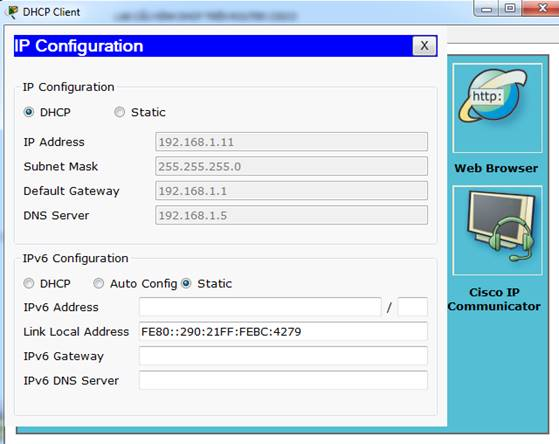 DHCP Client
IP Configuration X
IP Configuration
DHCP Static
IP Address 192.168.1.11
Subnet Mask 255.255.255.0
Default Gateway 192.168.1.1
DNS Server 192.168.1.5
IPv6 Configuration
DHCP Auto Config Static
IPv6 Address /
Link Local Address FE80::290:21FF:FEBC:4279
IPv6 Gateway
IPv6 DNS Server
http:
Web Browser
Cisco IP
Communicator